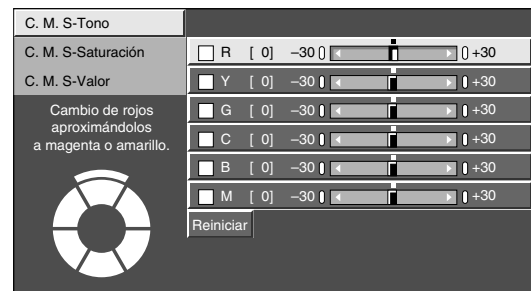 C. M. S-Tono
C. M. S-Saturación
C. M. S-Valor
Cambio de rojos
aproximándolos
a magenta o amarillo.
R [ 0] –30 +30
Y [ 0] –30 +30
G [ 0] –30 +30
C [ 0] –30 +30
B [ 0] –30 +30
M [ 0] –30 +30
Reiniciar